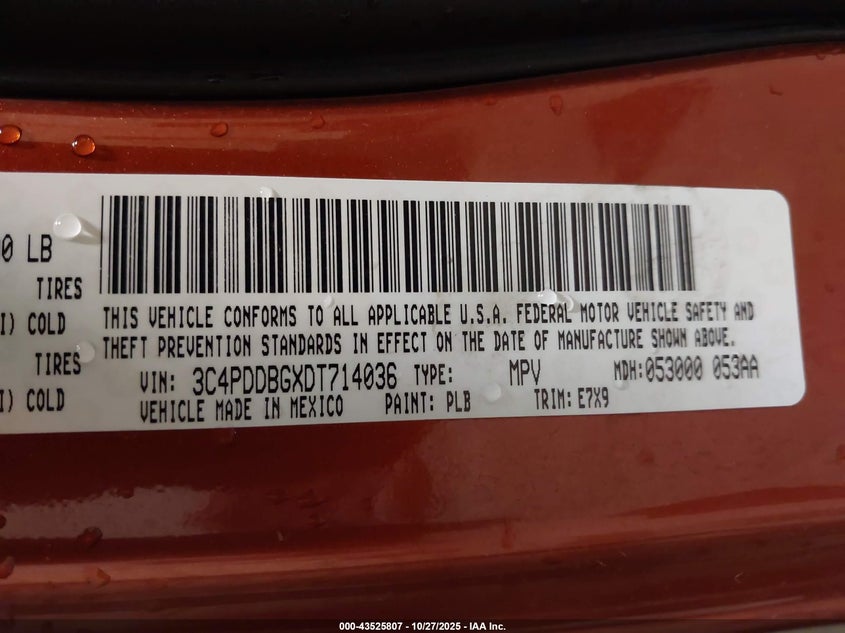 0 LB
TIRES
I) COLD
TIRES
I) COLD
THIS VEHICLE CONFORMS TO ALL APPLICABLE U.S.A. FEDERAL MOTOR VEHICLE SAFETY AND
THEFT PREVENTION STANDARDS IN EFFECT ON THE DATE OF MANUFACTURE SHOWN ABOVE.
VIN: 3C4PDDBGXDT714036 TYPE: MPV MDH: 053000 053AA
VEHICLE MADE IN MEXICO PAINT: PLB TRIM: E7X9
000-43525807 - 10/27/2025 - IAA Inc.